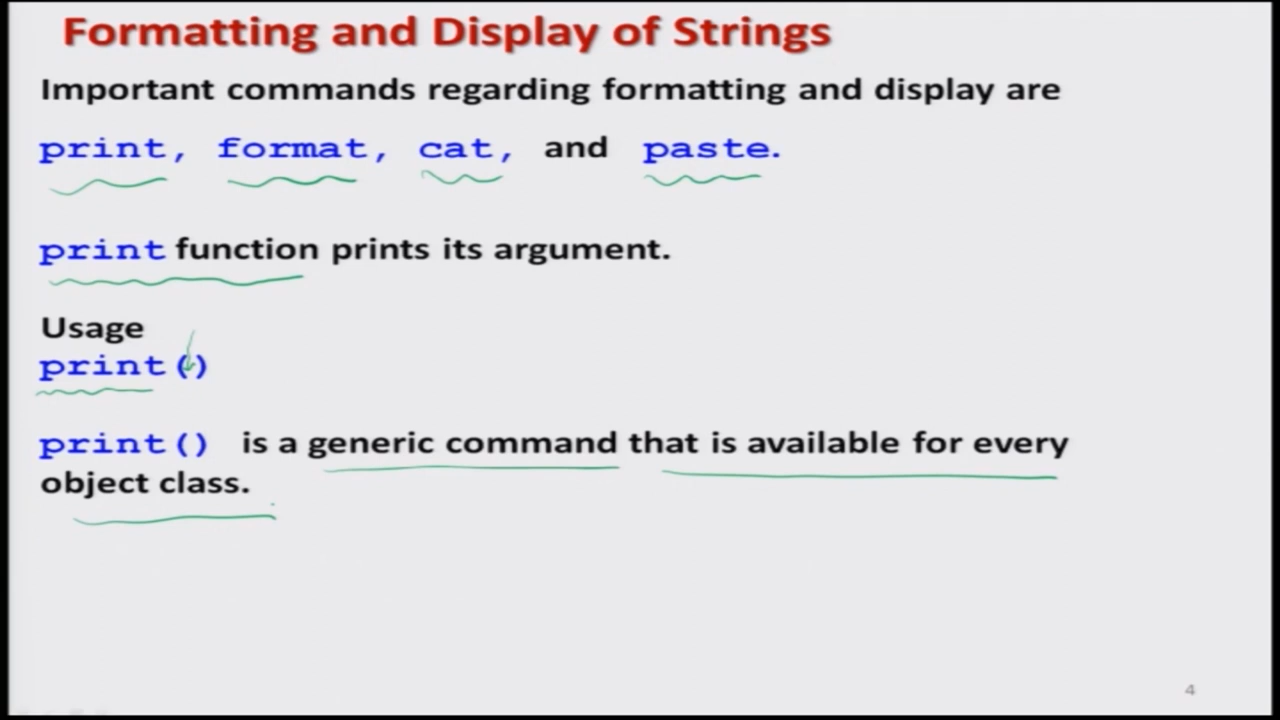 Formatting and Display of Strings
Important commands regarding formatting and display are
print, format, cat, and paste.
print function prints its argument.
Usage
print()
print() is a generic command that is available for every
object class.
4